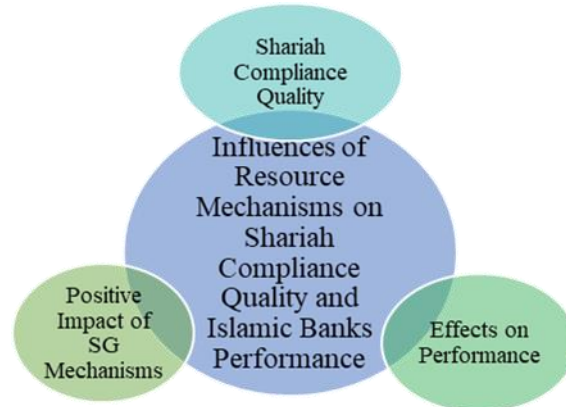 Shariah
Compliance
Quality
Influences of
Resource
Mechanisms on
Shariah
Compliance
Quality and
Islamic Banks
Performance
Positive
Impact of
SG
Mechanisms
Effects on
Performance